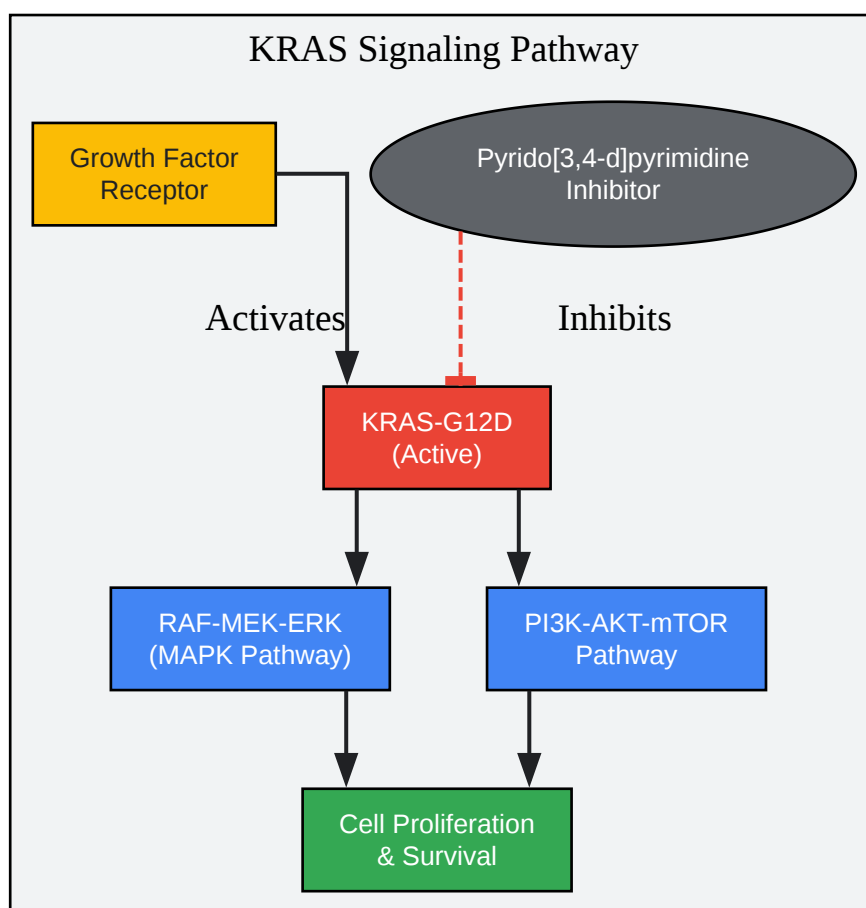 KRAS Signaling Pathway
Growth Factor
Receptor
Pyrido[3,4-d]pyrimidine
Inhibitor
Activates
Inhibits
KRAS-G12D
(Active)
RAF-MEK-ERK
(MAPK Pathway)
PI3K-AKT-mTOR
Pathway
Cell Proliferation
& Survival